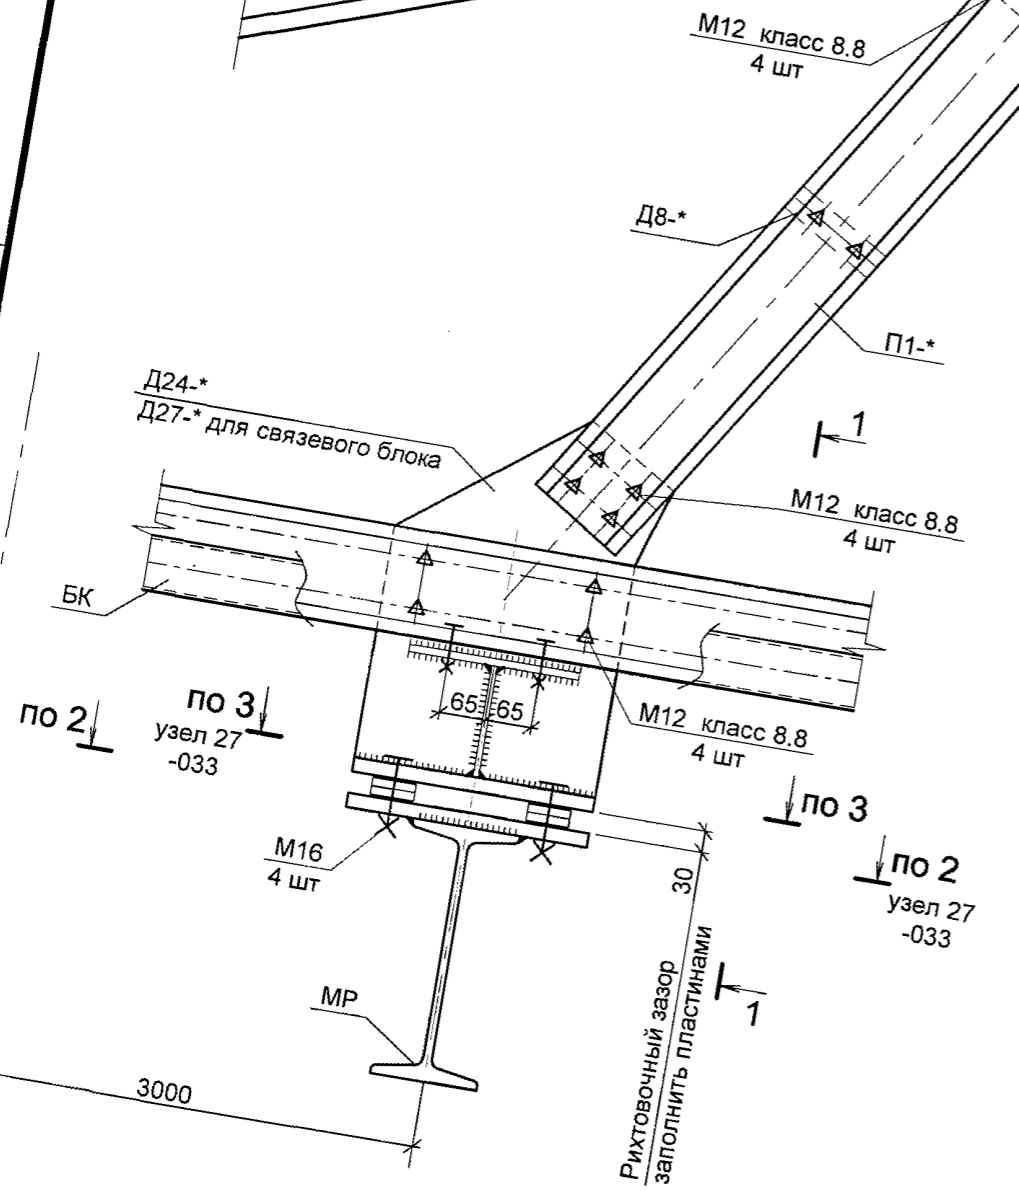 М12 класс 8.8
4 шт
Д8-*
П1-*
Д24-*
Д27-* для связевого блока
1
М12 класс 8.8
4 шт
БК
65 65
по 2
по 3
узел 27
-033
М12 класс 8.8
4 шт
по 3
по 2
узел 27
-033
М16
4 шт
30
Рихтовочный зазор
заполнить пластинами
1
МР
3000